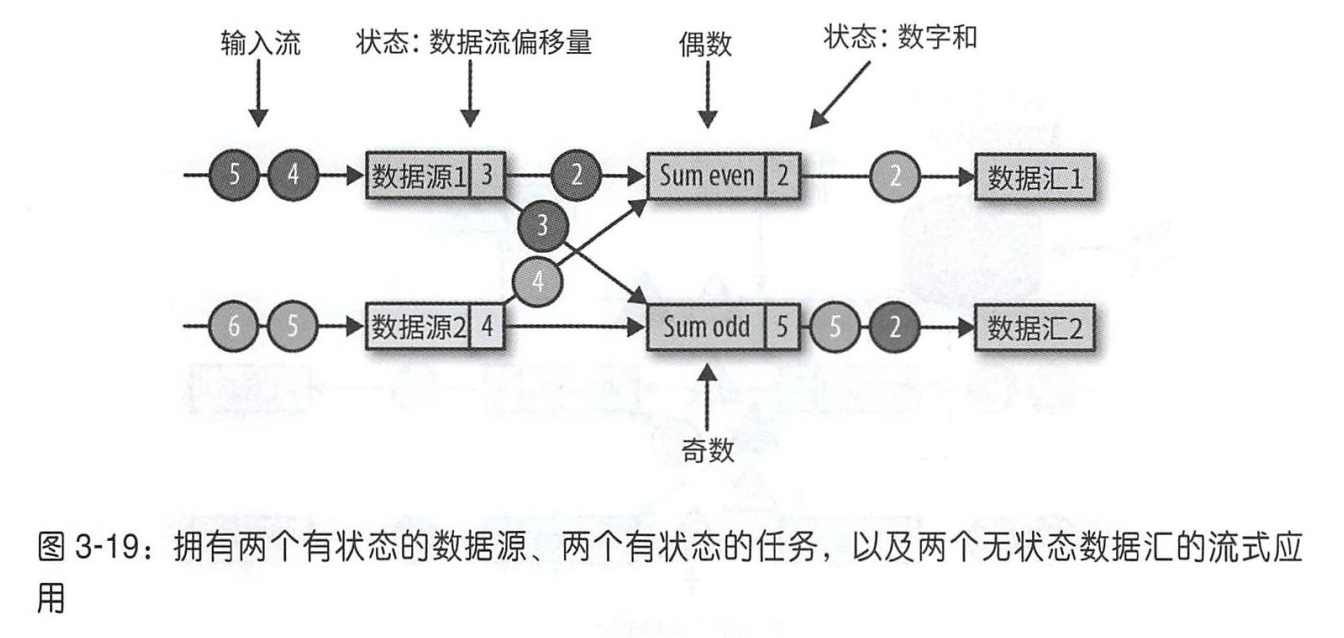 输入流 状态：数据流偏移量 偶数 状态：数字和
5 4 数据源1 3 2 Sum even 2 2 数据汇1
3
4
6 5 数据源2 4 Sum odd 5 5 2 数据汇2
奇数
图 3-19：拥有两个有状态的数据源、两个有状态的任务，以及两个无状态数据汇的流式应
用